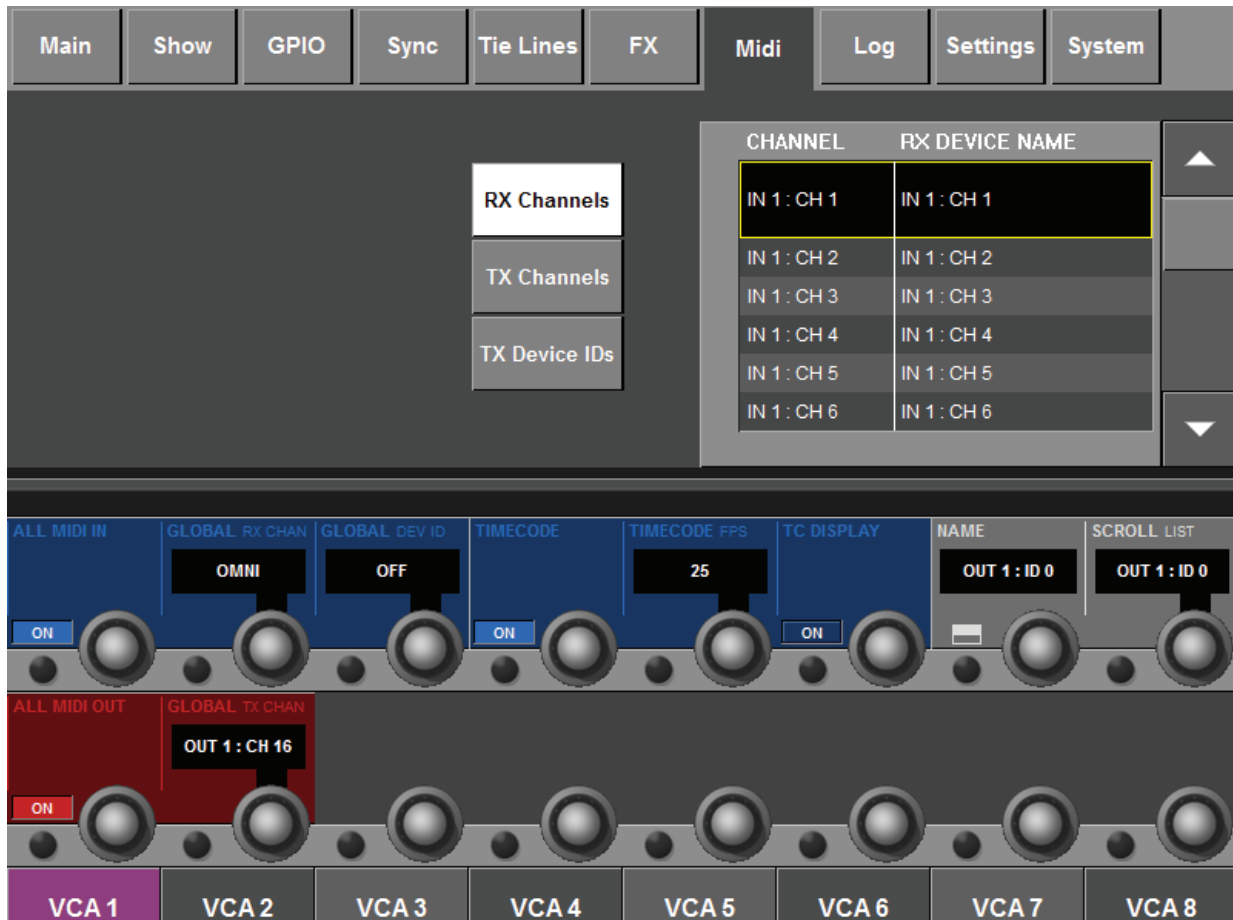 Main Show GPIO Sync Tie Lines FX Midi Log Settings System
CHANNEL RX DEVICE NAME
RX Channels
TX Channels
TX Device IDs
IN 1 : CH 1 IN 1 : CH 1
IN 1 : CH 2 IN 1 : CH 2
IN 1 : CH 3 IN 1 : CH 3
IN 1 : CH 4 IN 1 : CH 4
IN 1 : CH 5 IN 1 : CH 5
IN 1 : CH 6 IN 1 : CH 6
ALL MIDI IN GLOBAL RX CHAN GLOBAL DEV ID TIMECODE TIMECODE FPS TC DISPLAY NAME SCROLL LIST
OMNI OFF 25 OUT 1 : ID 0 OUT 1 : ID 0
ON ON ON
ALL MIDI OUT GLOBAL TX CHAN
OUT 1 : CH 16
ON
VCA 1 VCA 2 VCA 3 VCA 4 VCA 5 VCA 6 VCA 7 VCA 8